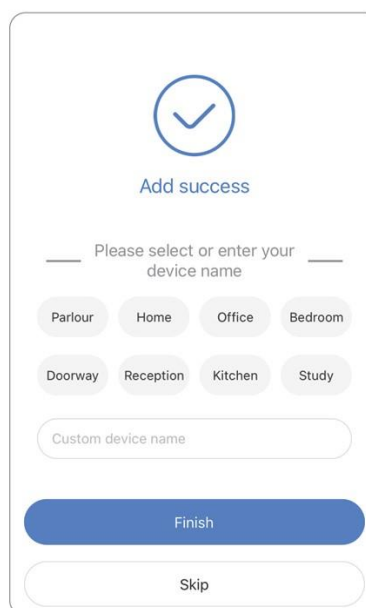 Add success
Please select or enter your
device name
Parlour Home Office Bedroom
Doorway Reception Kitchen Study
Custom device name
Finish
Skip